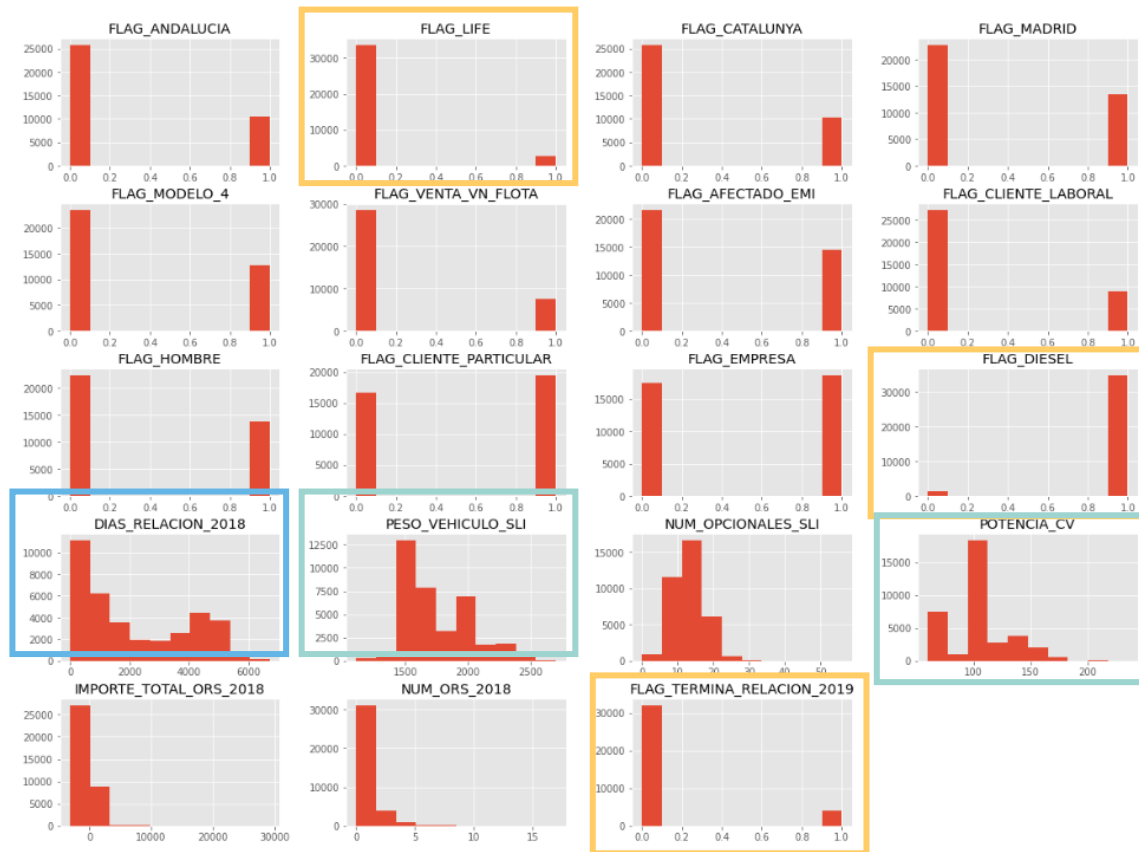 FLAG_ANDALUCIA
25000
20000
15000
10000
5000
0
0.0 0.2 0.4 0.6 0.8 1.0
FLAG_LIFE
30000
20000
10000
0
0.0 0.2 0.4 0.6 0.8 1.0
FLAG_CATALUNYA
25000
20000
15000
10000
5000
0
0.0 0.2 0.4 0.6 0.8 1.0
FLAG_MADRID
20000
15000
10000
5000
0
0.0 0.2 0.4 0.6 0.8 1.0
FLAG_MODELO_4
20000
15000
10000
5000
0
0.0 0.2 0.4 0.6 0.8 1.0
FLAG_VENTA_VN_FLOTA
30000
20000
10000
0
0.0 0.2 0.4 0.6 0.8 1.0
FLAG_AFECTADO_EMI
20000
15000
10000
5000
0
0.0 0.2 0.4 0.6 0.8 1.0
FLAG_CLIENTE_LABORAL
25000
20000
15000
10000
5000
0
0.0 0.2 0.4 0.6 0.8 1.0
FLAG_HOMBRE
20000
15000
10000
5000
0
0.0 0.2 0.4 0.6 0.8 1.0
FLAG_CLIENTE_PARTICULAR
20000
15000
10000
5000
0
0.0 0.2 0.4 0.6 0.8 1.0
FLAG_EMPRESA
15000
10000
5000
0
0.0 0.2 0.4 0.6 0.8 1.0
FLAG_DIESEL
30000
20000
10000
0
0.0 0.2 0.4 0.6 0.8 1.0
DIAS_RELACION_2018
10000
8000
6000
4000
2000
0
0 2000 4000 6000
PESO_VEHICULO_SLI
12500
10000
7500
5000
2500
0
1500 2000 2500
NUM_OPCIONALES_SLI
15000
10000
5000
0
0 10 20 30 40 50
POTENCIA_CV
15000
10000
5000
0
100 150 200
IMPORTE_TOTAL_ORS_2018
25000
20000
15000
10000
5000
0
0 10000 20000 30000
NUM_ORS_2018
30000
20000
10000
0
0 5 10 15
FLAG_TERMINA_RELACION_2019
30000
20000
10000
0
0.0 0.2 0.4 0.6 0.8 1.0